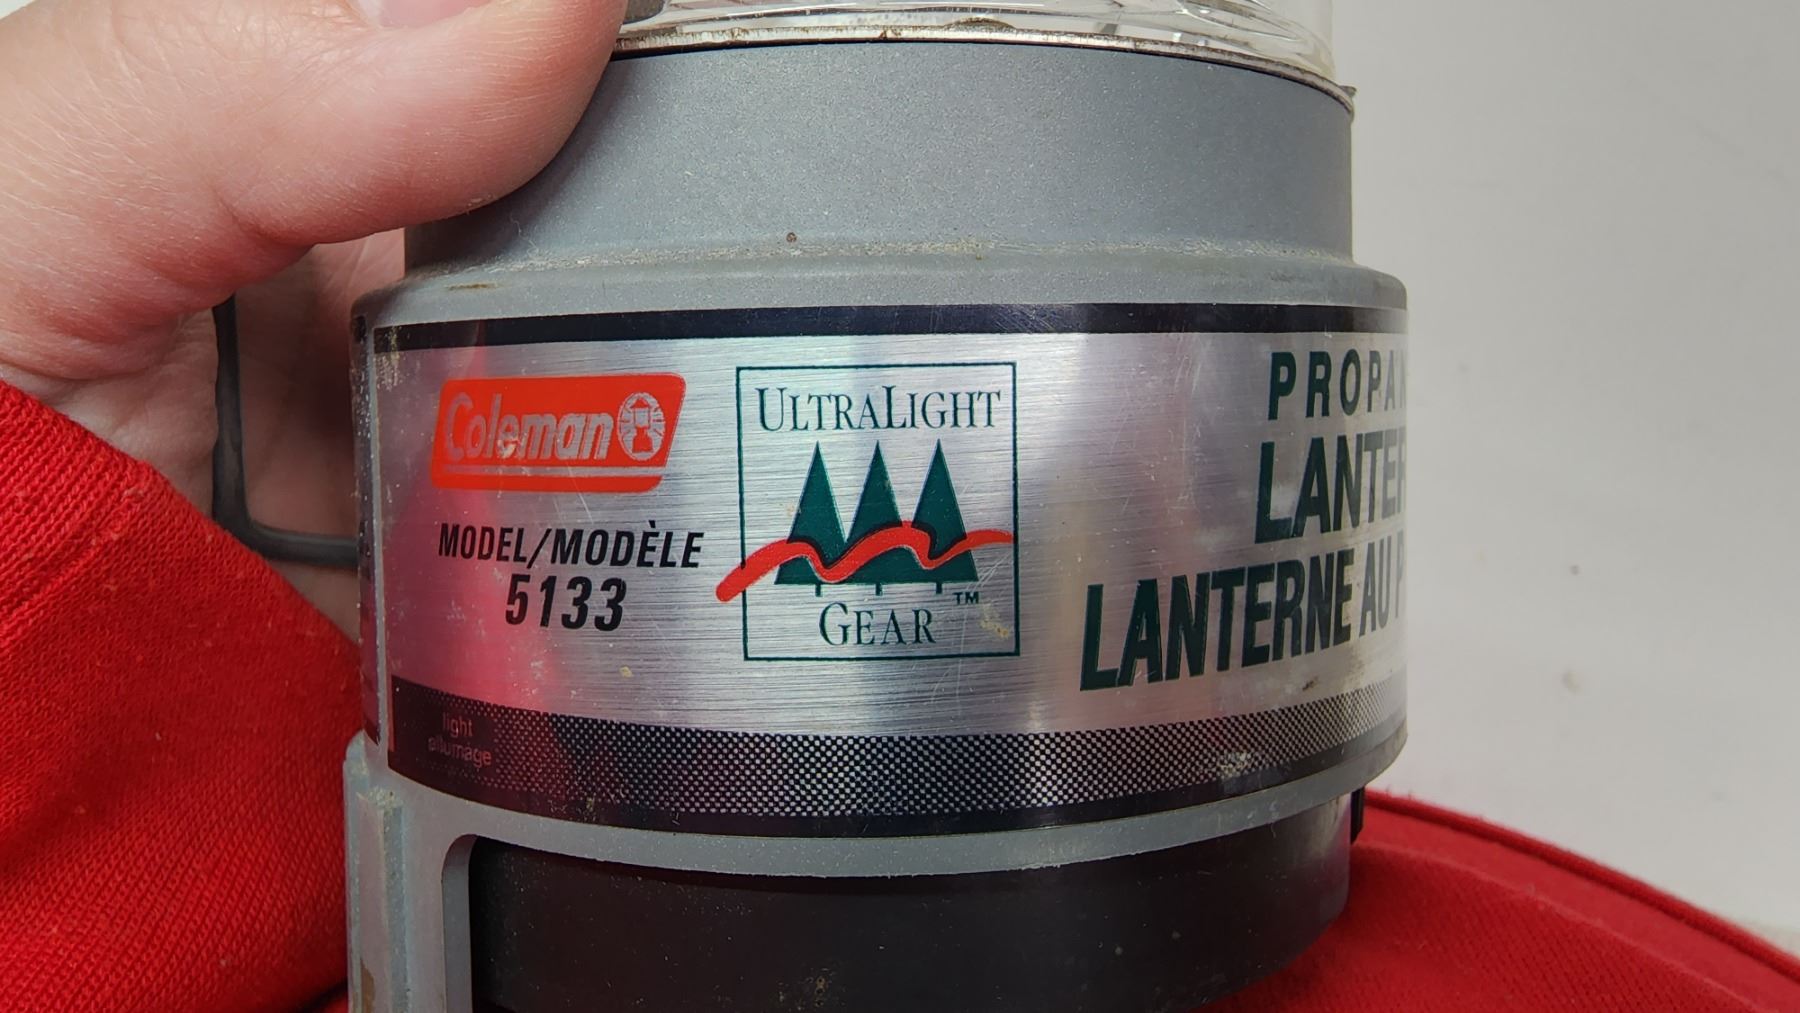 Coleman
MODEL/MODÈLE
5133
ULTRALIGHT
GEAR™
PROPAN
LANTER
LANTERNE AU P
light
allumage